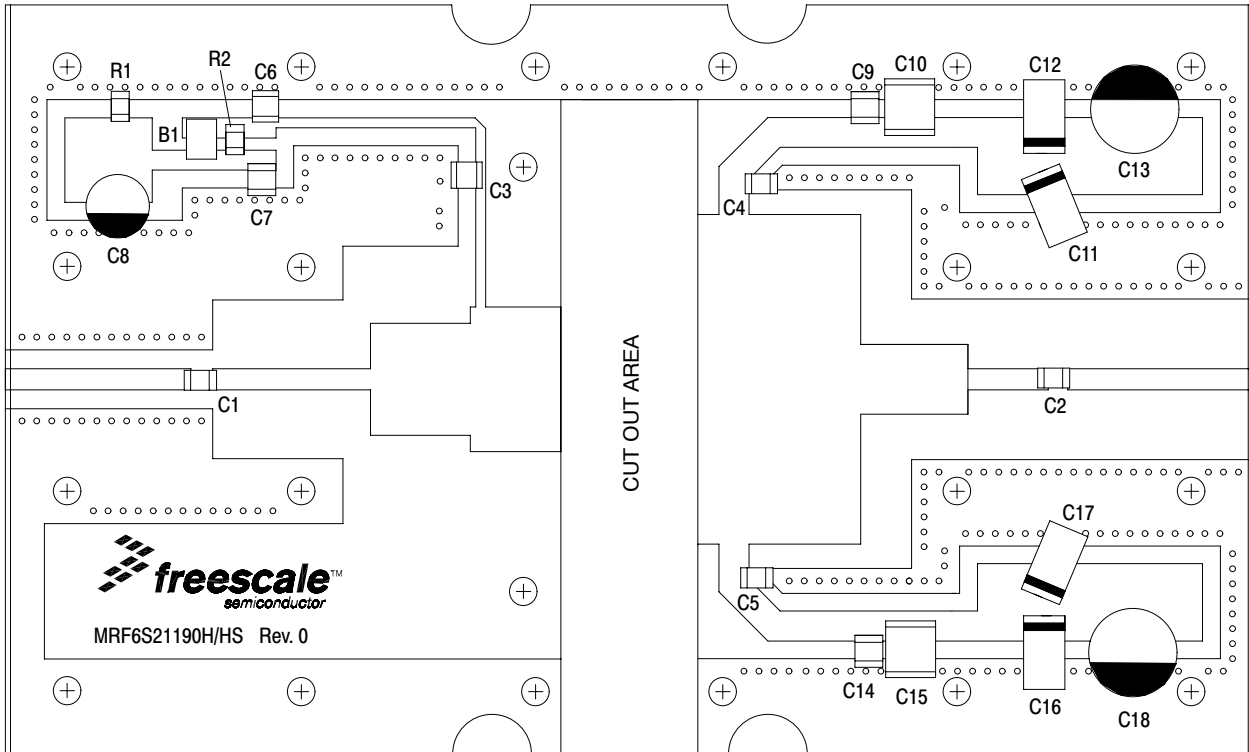 R1
R2
C6
B1
C7
C8
C3
C9
C10
C12
C13
C4
C11
C1
CUT OUT AREA
C2
C17
C5
freescale™
semiconductor
MRF6S21190H/HS Rev. 0
C14
C15
C16
C18